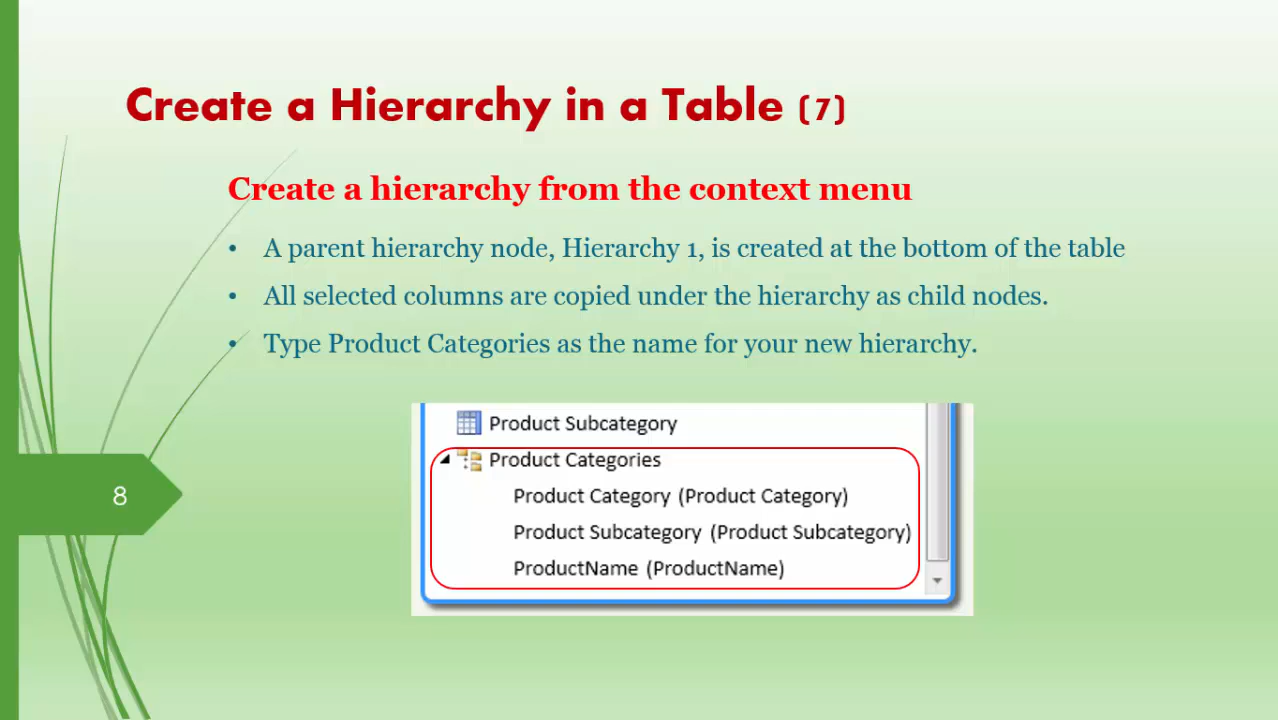 Create a Hierarchy in a Table (7)
Create a hierarchy from the context menu
• A parent hierarchy node, Hierarchy 1, is created at the bottom of the table
• All selected columns are copied under the hierarchy as child nodes.
• Type Product Categories as the name for your new hierarchy.
Product Subcategory
Product Categories
Product Category (Product Category)
Product Subcategory (Product Subcategory)
ProductName (ProductName)
8